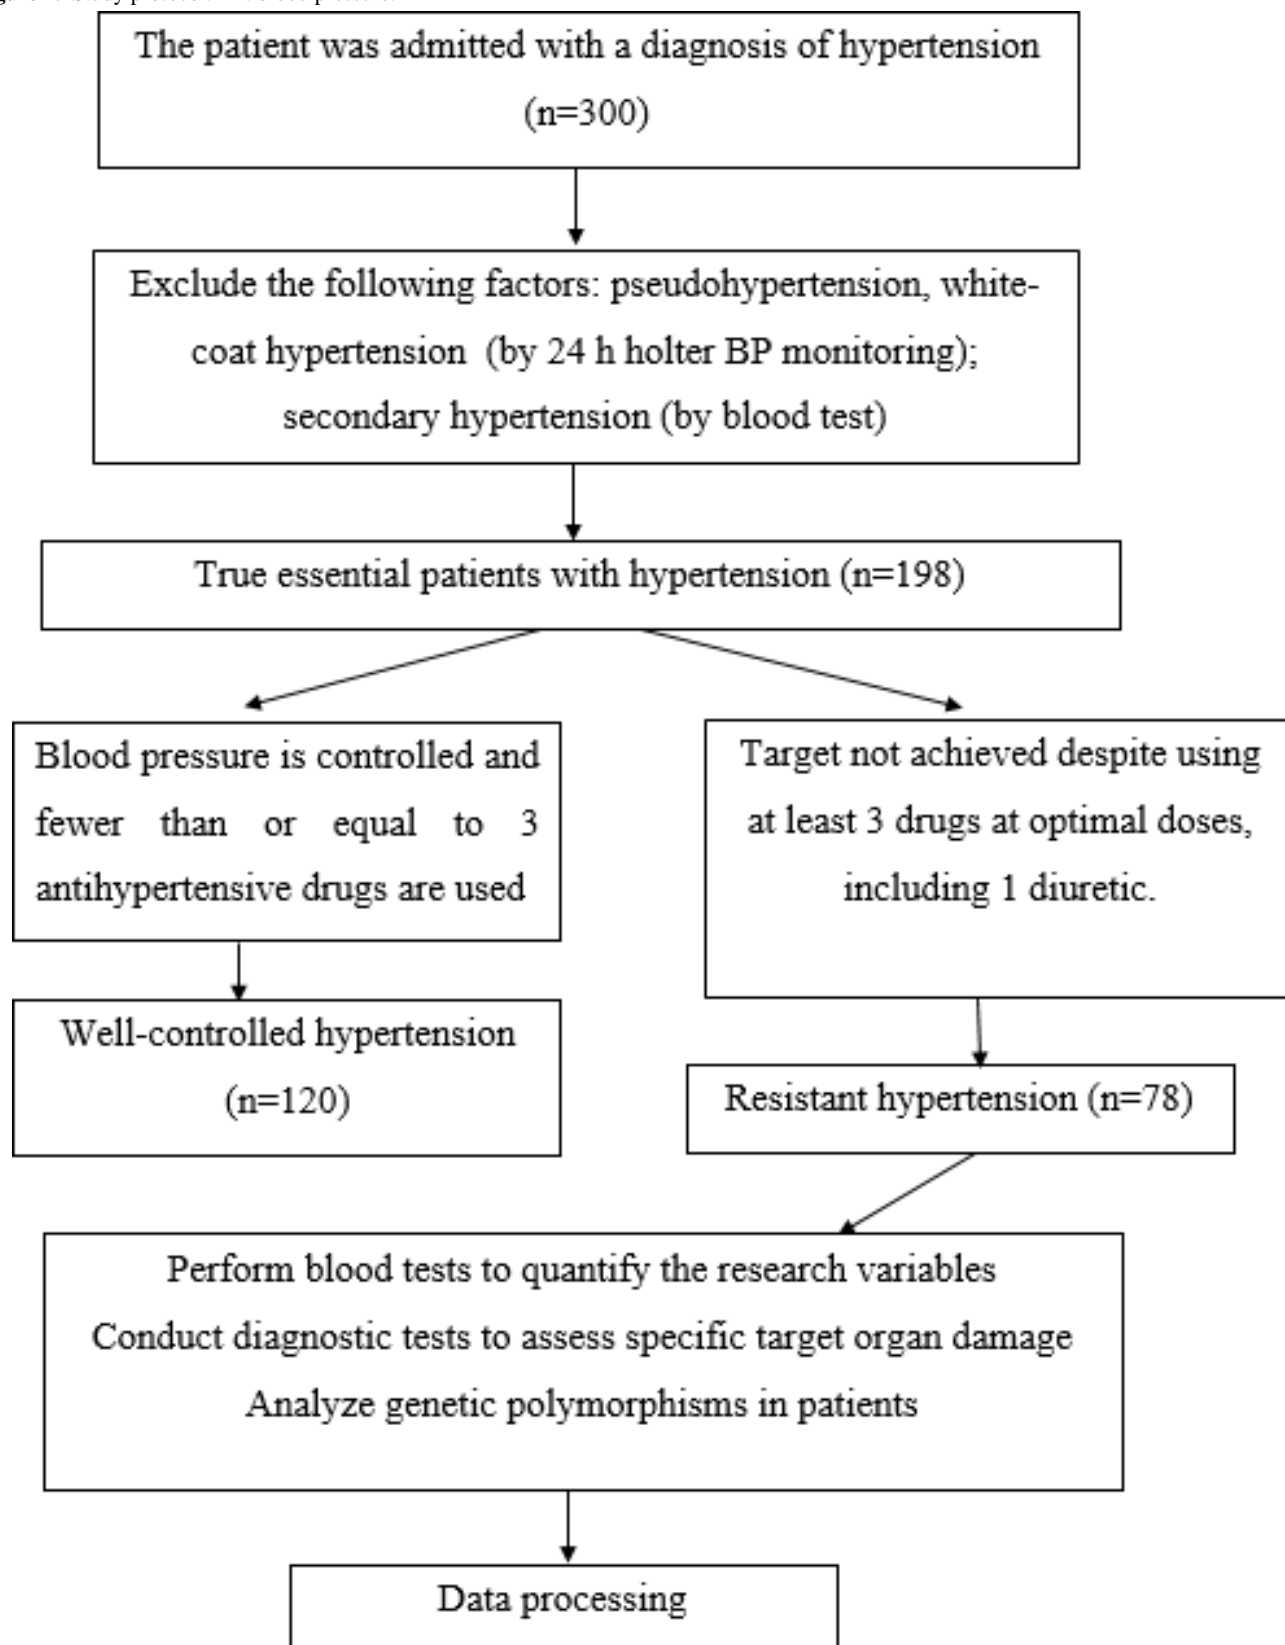 The patient was admitted with a diagnosis of hypertension
(n=300)
Exclude the following factors: pseudohypertension, white-
coat hypertension (by 24 h holter BP monitoring);
secondary hypertension (by blood test)
True essential patients with hypertension (n=198)
Blood pressure is controlled and
fewer than or equal to 3
antihypertensive drugs are used
Target not achieved despite using
at least 3 drugs at optimal doses,
including 1 diuretic.
Well-controlled hypertension
(n=120)
Resistant hypertension (n=78)
Perform blood tests to quantify the research variables
Conduct diagnostic tests to assess specific target organ damage
Analyze genetic polymorphisms in patients
Data processing